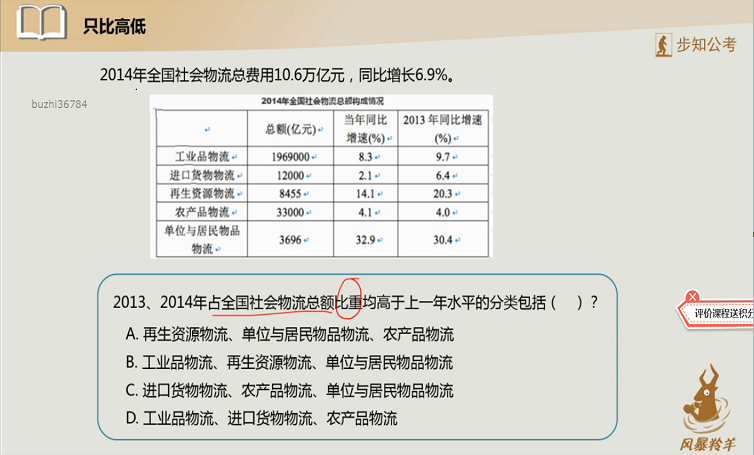 只比高低
步知公考
2014年全国社会物流总费用10.6万亿元，同比增长6.9%。
buzhi36784
2014年全国社会物流总额构成情况
总额(亿元) 当年同比增速(%) 2013 年同比增速(%)
工业品物流 1969000 8.3 9.7
进口货物物流 12000 2.1 6.4
再生资源物流 8455 14.1 20.3
农产品物流 33000 4.1 4.0
单位与居民物品物流 3696 32.9 30.4
2013、2014年占全国社会物流总额比重均高于上一年水平的分类包括（ ）?
A. 再生资源物流、单位与居民物品物流、农产品物流
B. 工业品物流、再生资源物流、单位与居民物品物流
C. 进口货物物流、农产品物流、单位与居民物品物流
D. 工业品物流、进口货物物流、农产品物流
评价课程送积分
风暴羚羊